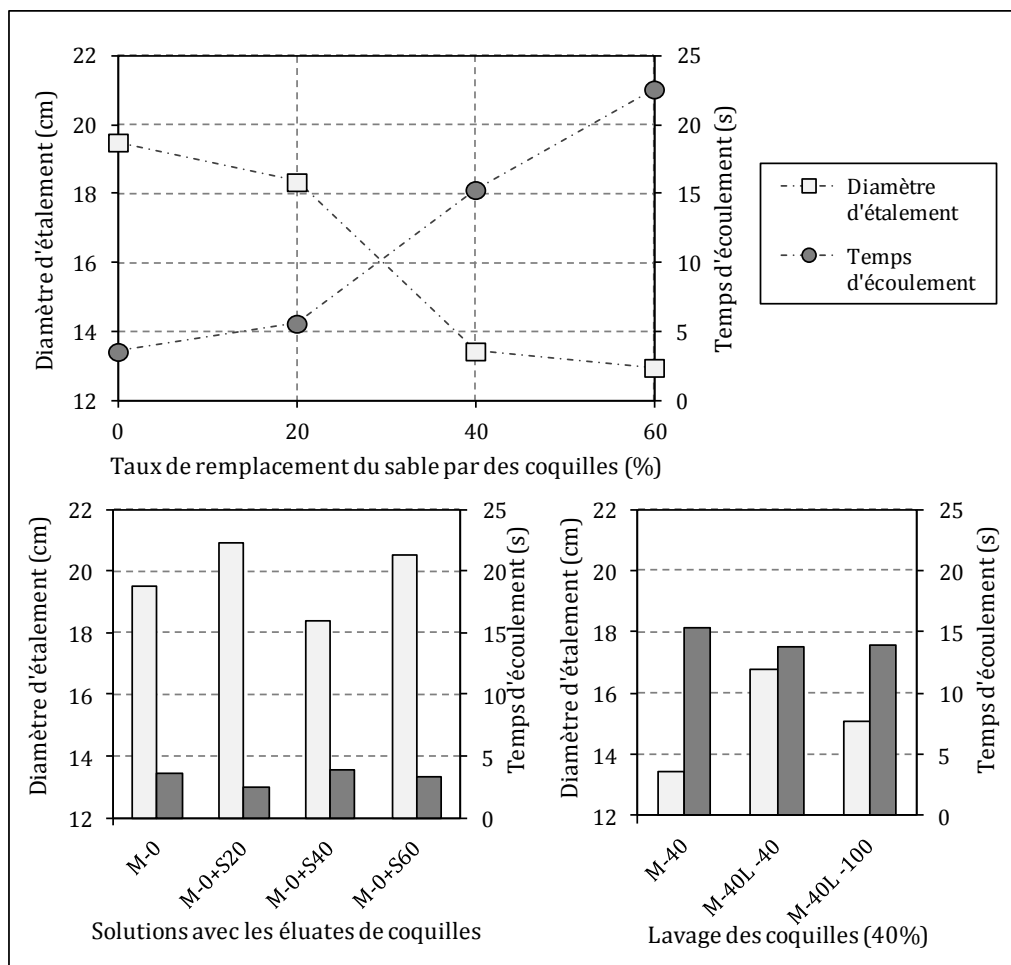 22
20
18
16
14
12
Diamètre d'étalement (cm)
25
20
15
10
5
0
Temps d'écoulement (s)
0 20 40 60
Taux de remplacement du sable par des coquilles (%)
Diamètre
d'étalement
Temps
d'écoulement
22
20
18
16
14
12
Diamètre d'étalement (cm)
25
20
15
10
5
0
Temps d'écoulement (s)
M-0
M-0+S20
M-0+S40
M-0+S60
Solutions avec les éluates de coquilles
22
20
18
16
14
12
Diamètre d'étalement (cm)
25
20
15
10
5
0
Temps d'écoulement (s)
M-40
M-40L -40
M-40L -100
Lavage des coquilles (40%)